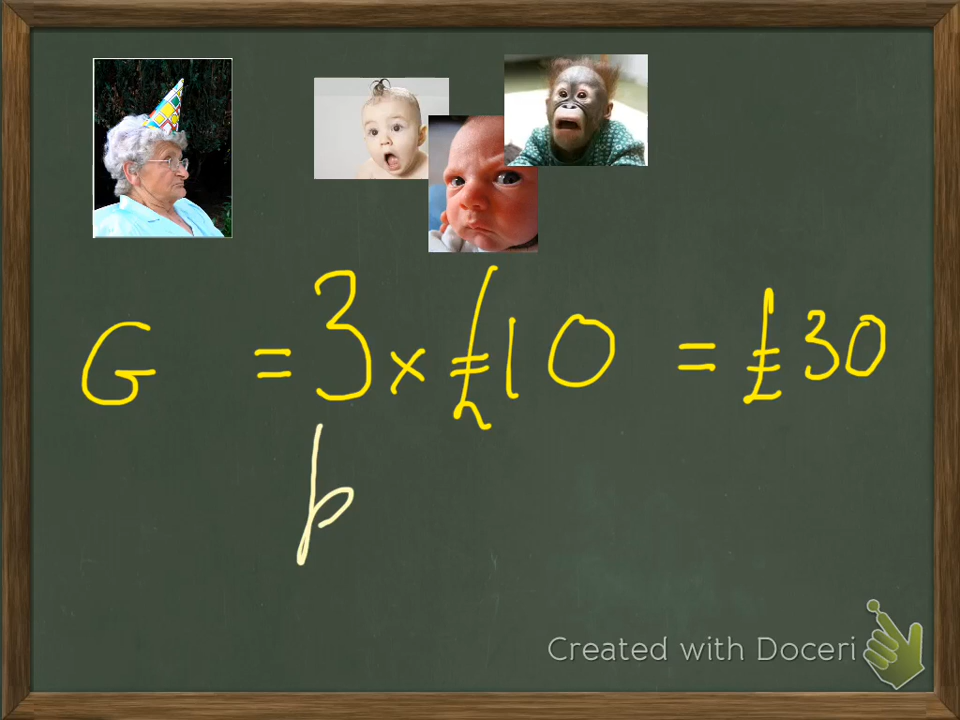 G = 3 x £10 = £30
b
Created with Doceri